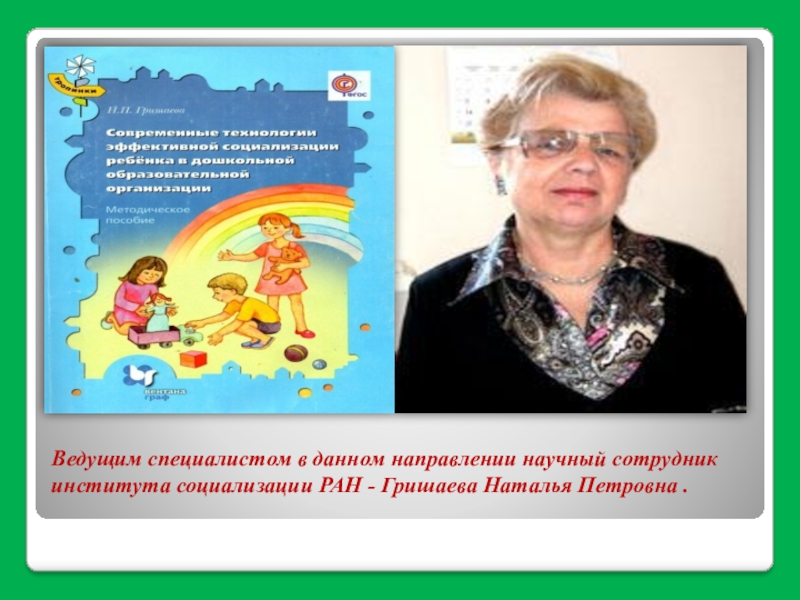 тропинки
Н.П. Гришаева
ФГОС
Современные технологии
эффективной социализации
ребёнка в дошкольной
образовательной
организации
Методическое
пособие
вентана
граф
Ведущим специалистом в данном направлении научный сотрудник
института социализации РАН - Гришаева Наталья Петровна .